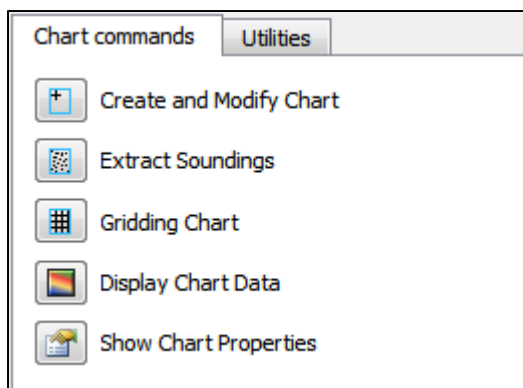 Chart commands Utilities
Create and Modify Chart
Extract Soundings
Gridding Chart
Display Chart Data
Show Chart Properties